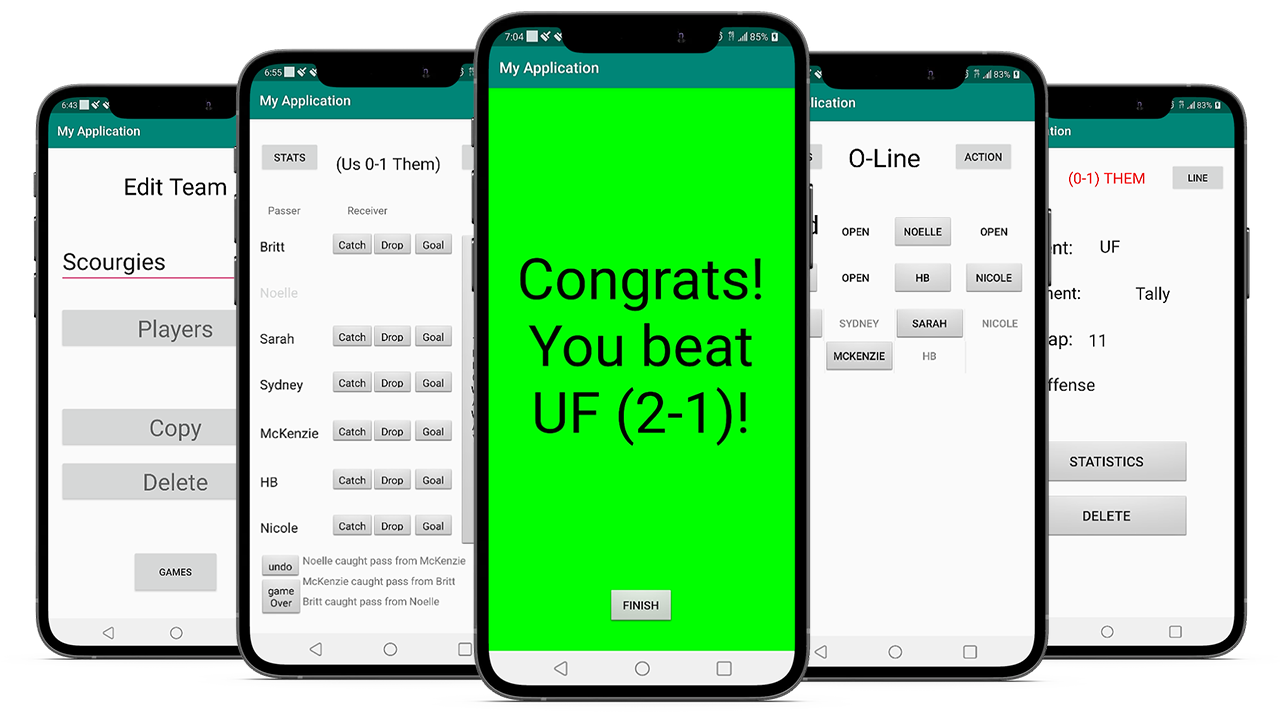 6:43
My Application
Edit Team
Scourgies
Players
Copy
Delete
GAMES
6:55
My Application
STATS
(Us 0-1 Them)
Passer Receiver
Britt Catch Drop Goal
Noelle
Sarah Catch Drop Goal
Sydney Catch Drop Goal
McKenzie Catch Drop Goal
HB Catch Drop Goal
Nicole Catch Drop Goal
undo Noelle caught pass from McKenzie
McKenzie caught pass from Britt
game
Over
Britt caught pass from Noelle
7:04 85%
My Application
Congrats!
You beat
UF (2-1)!
FINISH
83%
lication
S O-Line ACTION
d OPEN NOELLE OPEN
OPEN HB NICOLE
SYDNEY SARAH NICOLE
MCKENZIE HB
83%
tion
(0-1) THEM LINE
nt: UF
ment: Tally
ap: 11
ffense
STATISTICS
DELETE